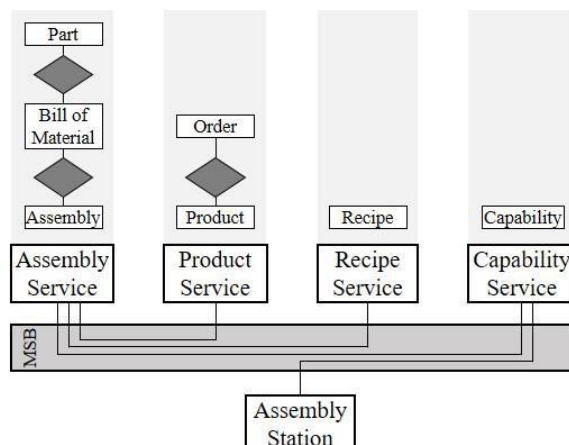 Part
Bill of
Material
Order
Assembly
Product
Recipe
Capability
Assembly
Service
Product
Service
Recipe
Service
Capability
Service
MSB
Assembly
Station